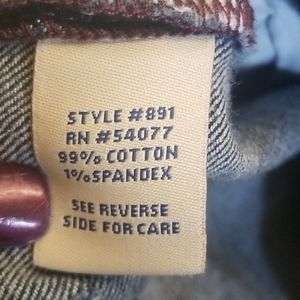 STYLE #891
RN #54077
99% COTTON
1%SPANDEX
SEE REVERSE
SIDE FOR CARE